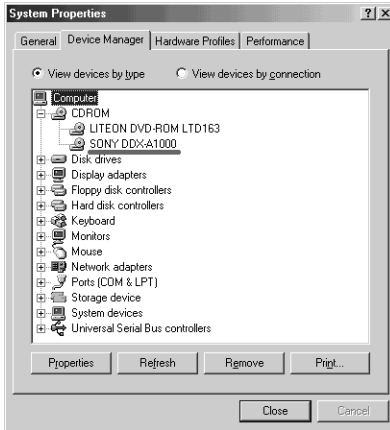 System Properties
General Device Manager Hardware Profiles Performance
View devices by type View devices by connection
Computer
CDROM
LITEON DVD-ROM LTD163
SONY DDX-A1000
Disk drives
Display adapters
Floppy disk controllers
Hard disk controllers
Keyboard
Monitors
Mouse
Network adapters
Ports (COM & LPT)
Storage device
System devices
Universal Serial Bus controllers
Properties Refresh Remove Print...
Close Cancel